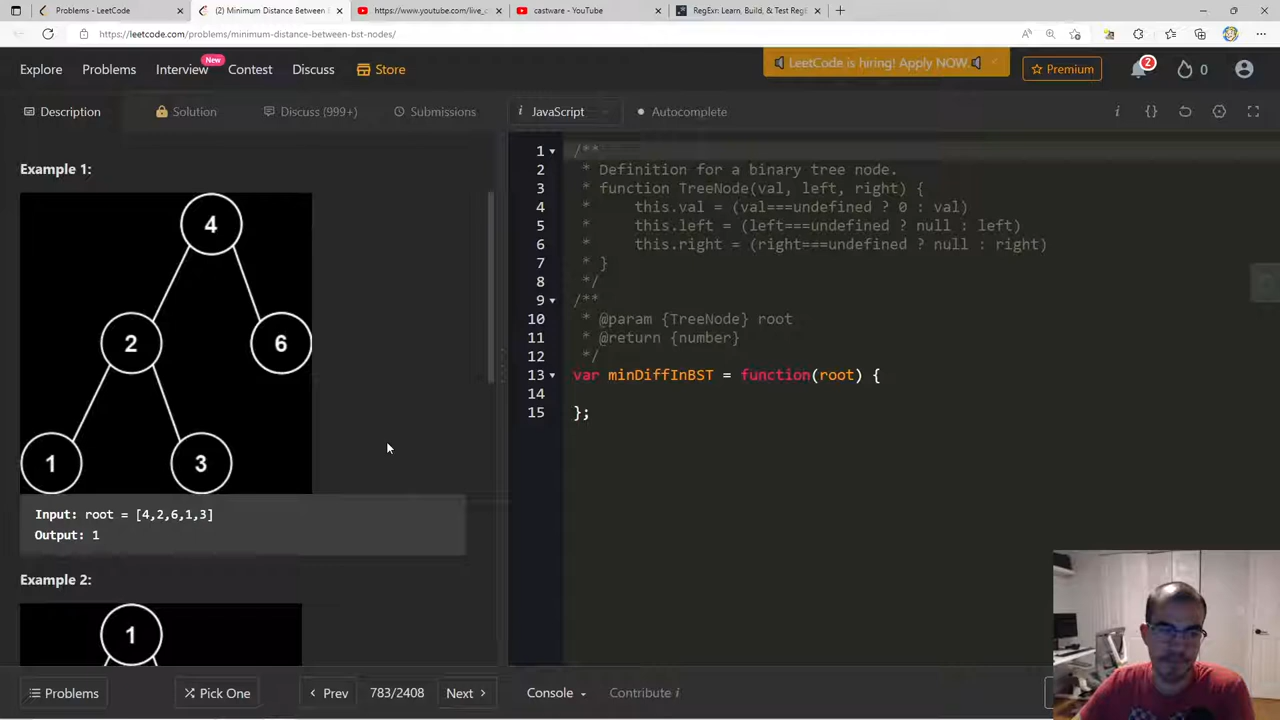 Problems - LeetCode
(2) Minimum Distance Between
https://www.youtube.com/live_c
castware - YouTube
RegExr: Learn, Build, & Test RegE
https://leetcode.com/problems/minimum-distance-between-bst-nodes/
Explore
Problems
Interview
New
Contest
Discuss
Store
LeetCode is hiring! Apply NOW.
Premium
2
0
Description
Solution
Discuss (999+)
Submissions
i JavaScript
Autocomplete
i
{}
Example 1:
4
2
6
1
3
Input: root = [4,2,6,1,3]
Output: 1
Example 2:
1
1 /**
2 * Definition for a binary tree node.
3 * function TreeNode(val, left, right) {
4 *     this.val = (val===undefined ? 0 : val)
5 *     this.left = (left===undefined ? null : left)
6 *     this.right = (right===undefined ? null : right)
7 * }
8 */
9 /**
10 * @param {TreeNode} root
11 * @return {number}
12 */
13 var minDiffInBST = function(root) {
14
15 };
Problems
Pick One
Prev
783/2408
Next
Console
Contribute i